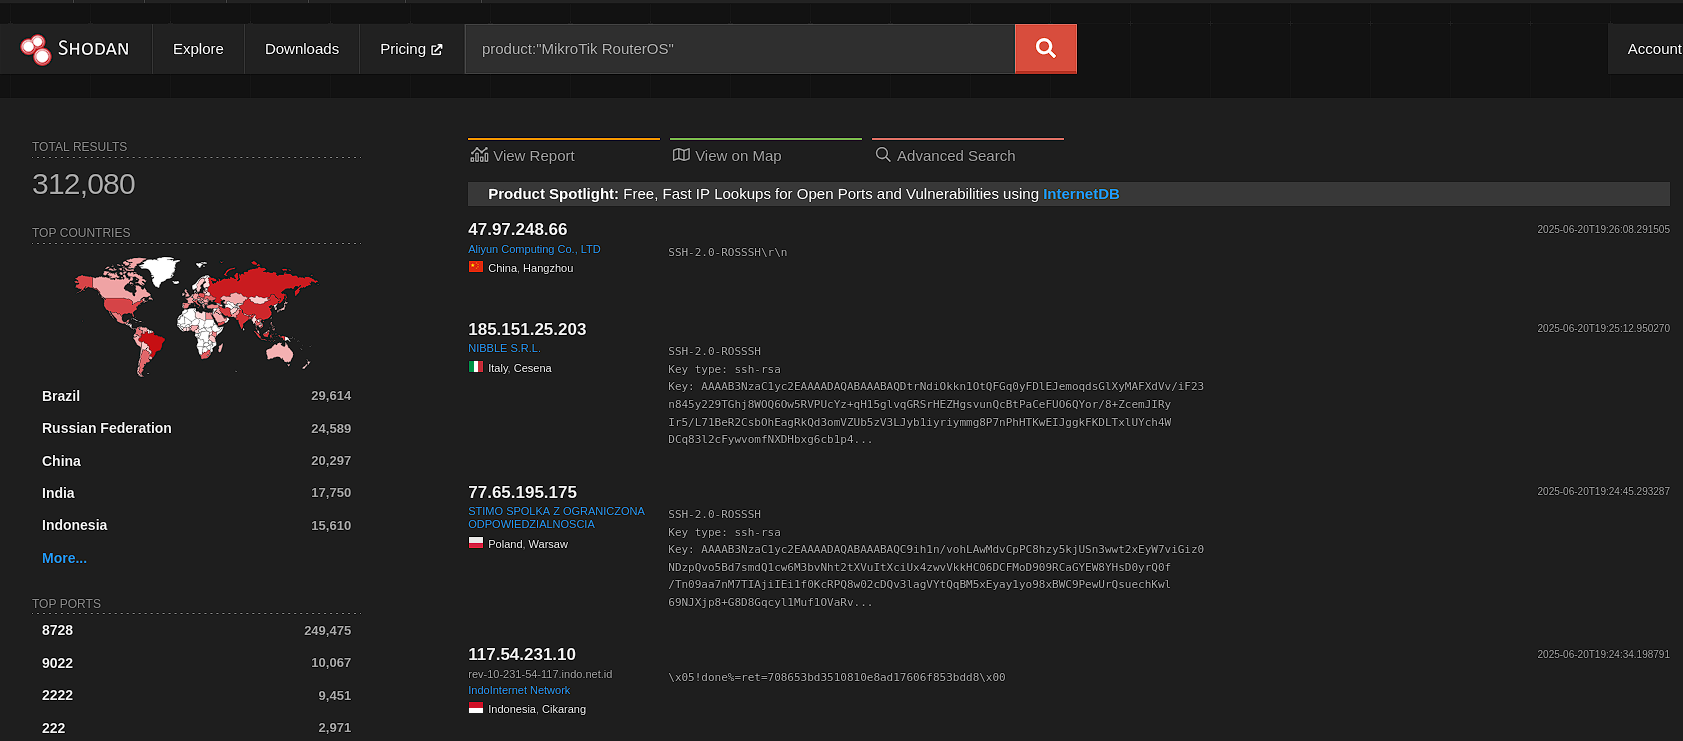 SHODAN
Explore
Downloads
Pricing
product:"MikroTik RouterOS"
Account
TOTAL RESULTS
312,080
TOP COUNTRIES
Brazil 29,614
Russian Federation 24,589
China 20,297
India 17,750
Indonesia 15,610
More...
TOP PORTS
8728 249,475
9022 10,067
2222 9,451
222 2,971
View Report
View on Map
Advanced Search
Product Spotlight: Free, Fast IP Lookups for Open Ports and Vulnerabilities using InternetDB
47.97.248.66
2025-06-20T19:26:08.291505
Aliyun Computing Co., LTD
China, Hangzhou
SSH-2.0-ROSSSH\r\n
185.151.25.203
2025-06-20T19:25:12.950270
NIBBLE S.R.L.
Italy, Cesena
SSH-2.0-ROSSSH
Key type: ssh-rsa
Key: AAAAB3NzaC1yc2EAAAADAQABAAABAQDtrNdiOkkn1OtQFGq0yFDlEJemoqdsGlXyMAFXdVv/iF23
n845y229TGhj8WOQ6Ow5RVPUcYz+qH15glvqGRSrHEZHgsvunQcBtPaCeFUO6QYor/8+ZcemJIRy
Ir5/L71BeR2CsbOhEagRkQd3omVZUb5zV3LJyb1iyriymmg8P7nPhHTKwEIJggkFKDLTxlUYch4W
DCq83l2cFywvomfNXDHbxg6cb1p4...
77.65.195.175
2025-06-20T19:24:45.293287
STIMO SPOLKA Z OGRANICZONA
ODPOWIEDZIALNOSCIA
Poland, Warsaw
SSH-2.0-ROSSSH
Key type: ssh-rsa
Key: AAAAB3NzaC1yc2EAAAADAQABAAABAQC9ih1n/vohLAwMdvCpPC8hzy5kjUSn3wwt2xEyW7viGiz0
NDzpQvo5Bd7smdQ1cw6M3bvNht2tXVuItXciUx4zwvVkkHC06DCFMoD909RCaGYEW8YHsD0yrQ0f
/Tn09aa7nM7TIAjiIEi1f0KcRPQ8w02cDQv3lagVYtQqBM5xEyay1yo98xBWC9PewUrQsuechKwl
69NJXjp8+G8D8Gqcyl1Muf1OVaRv...
117.54.231.10
2025-06-20T19:24:34.198791
rev-10-231-54-117.indo.net.id
IndoInternet Network
Indonesia, Cikarang
\x05!done%=ret=708653bd3510810e8ad17606f853bdd8\x00